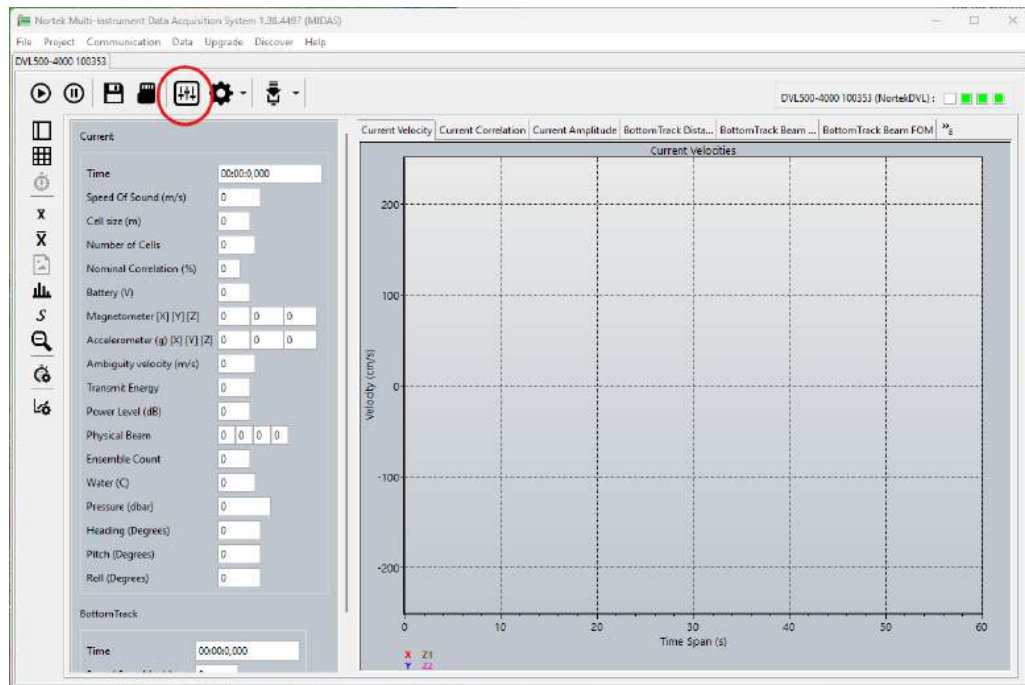 Nortek Multi-Instrument Data Acquisition System 1.36.4497 (MIDAS)
File Project Communication Data Upgrade Discover Help
DVL500-4000 100353
DVL500-4000 100353 (NortekDVL) :
Current
Time 00:00:0,000
Speed Of Sound (m/s) 0
Cell size (m) 0
Number of Cells 0
Nominal Correlation (%) 0
Battery (V) 0
Magnetometer [X] [Y] [Z] 0 0 0
Accelerometer (g) [X] [Y] [Z] 0 0 0
Ambiguity velocity (m/s) 0
Transmit Energy 0
Power Level (dB) 0
Physical Beam 0 0 0 0
Ensemble Count 0
Water (C) 0
Pressure (dbar) 0
Heading (Degrees) 0
Pitch (Degrees) 0
Roll (Degrees) 0
BottomTrack
Time 00:00:0,000
Current Velocity Current Correlation Current Amplitude BottomTrack Dista... BottomTrack Beam ... BottomTrack Beam FOM
Current Velocities
Velocity (cm/s)
200
100
0
-100
-200
0 10 20 30 40 50 60
Time Span (s)
X Z1
Y Z2